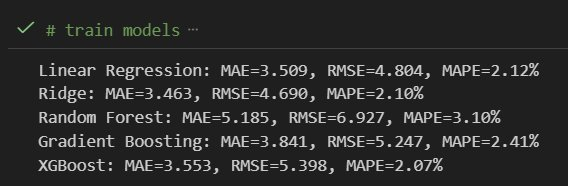 # train models ...
Linear Regression: MAE=3.509, RMSE=4.804, MAPE=2.12%
Ridge: MAE=3.463, RMSE=4.690, MAPE=2.10%
Random Forest: MAE=5.185, RMSE=6.927, MAPE=3.10%
Gradient Boosting: MAE=3.841, RMSE=5.247, MAPE=2.41%
XGBoost: MAE=3.553, RMSE=5.398, MAPE=2.07%